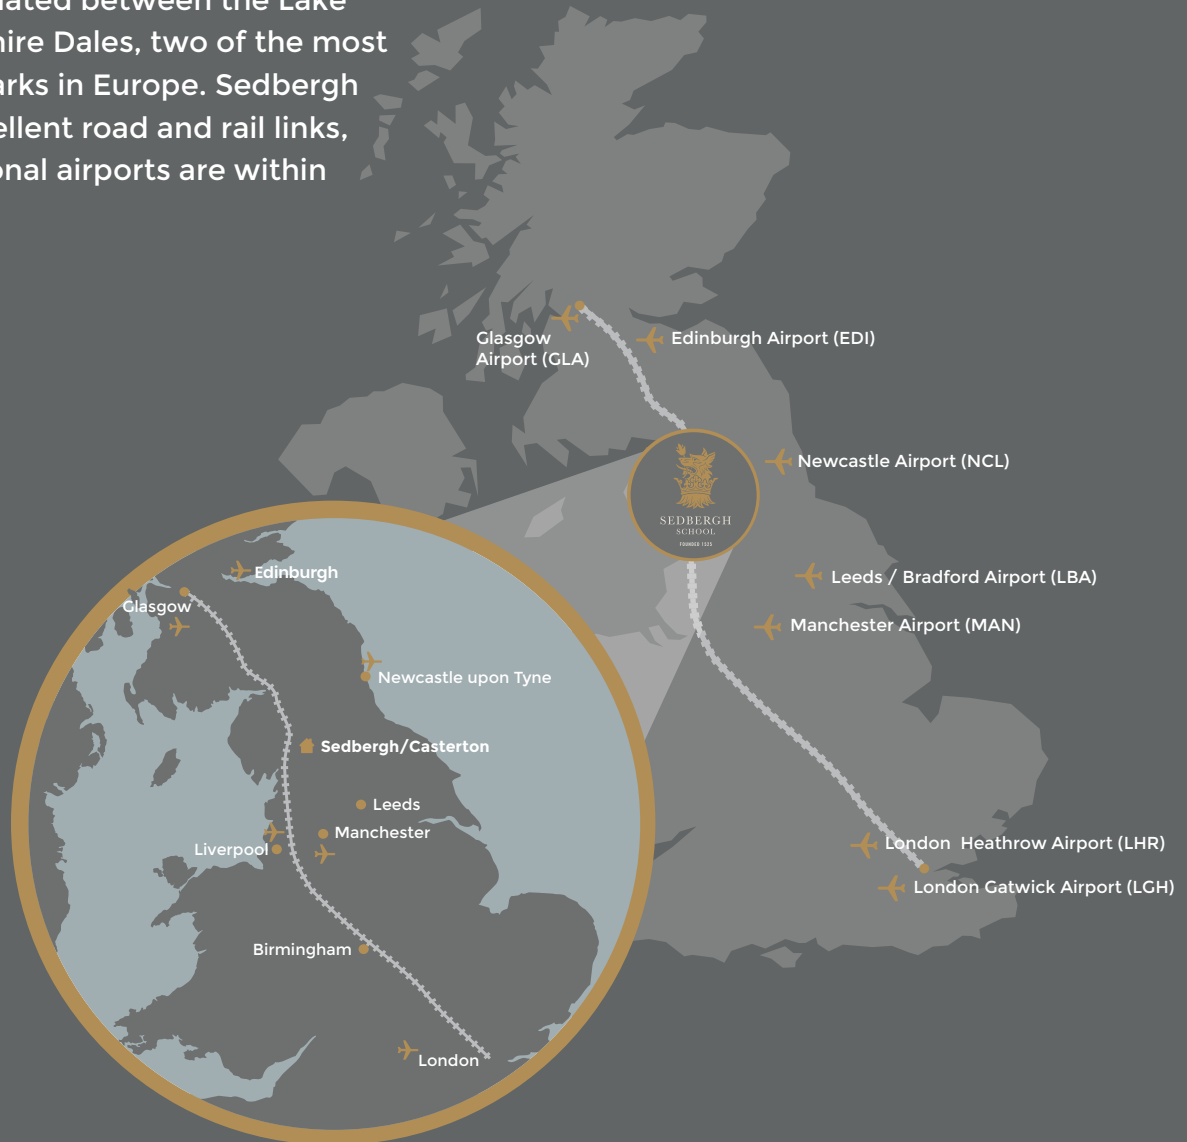 ated between the Lake
ire Dales, two of the most
arks in Europe. Sedbergh
ellent road and rail links,
onal airports are within
Glasgow
Airport (GLA)
Edinburgh Airport (EDI)
Newcastle Airport (NCL)
SEDBERGH
SCHOOL
FOUNDED 1525
Leeds / Bradford Airport (LBA)
Manchester Airport (MAN)
London Heathrow Airport (LHR)
London Gatwick Airport (LGH)
Edinburgh
Glasgow
Newcastle upon Tyne
Sedbergh/Casterton
Leeds
Manchester
Liverpool
Birmingham
London